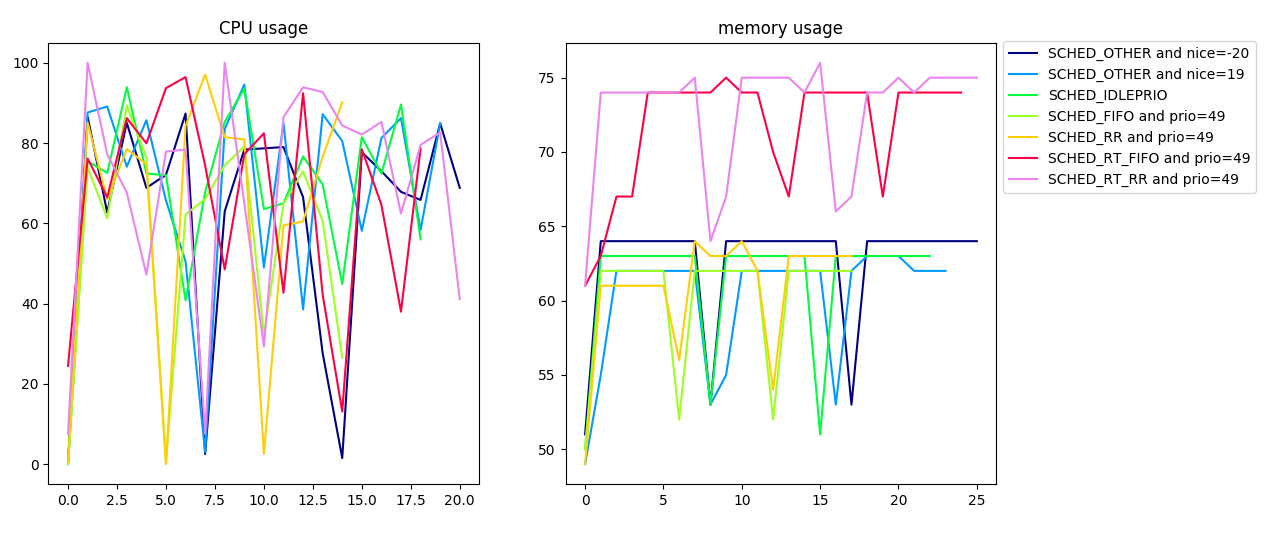 CPU usage
100
80
60
40
20
0
0.0 2.5 5.0 7.5 10.0 12.5 15.0 17.5 20.0
memory usage
75
70
65
60
55
50
0 5 10 15 20 25
SCHED_OTHER and nice=-20
SCHED_OTHER and nice=19
SCHED_IDLEPRIO
SCHED_FIFO and prio=49
SCHED_RR and prio=49
SCHED_RT_FIFO and prio=49
SCHED_RT_RR and prio=49